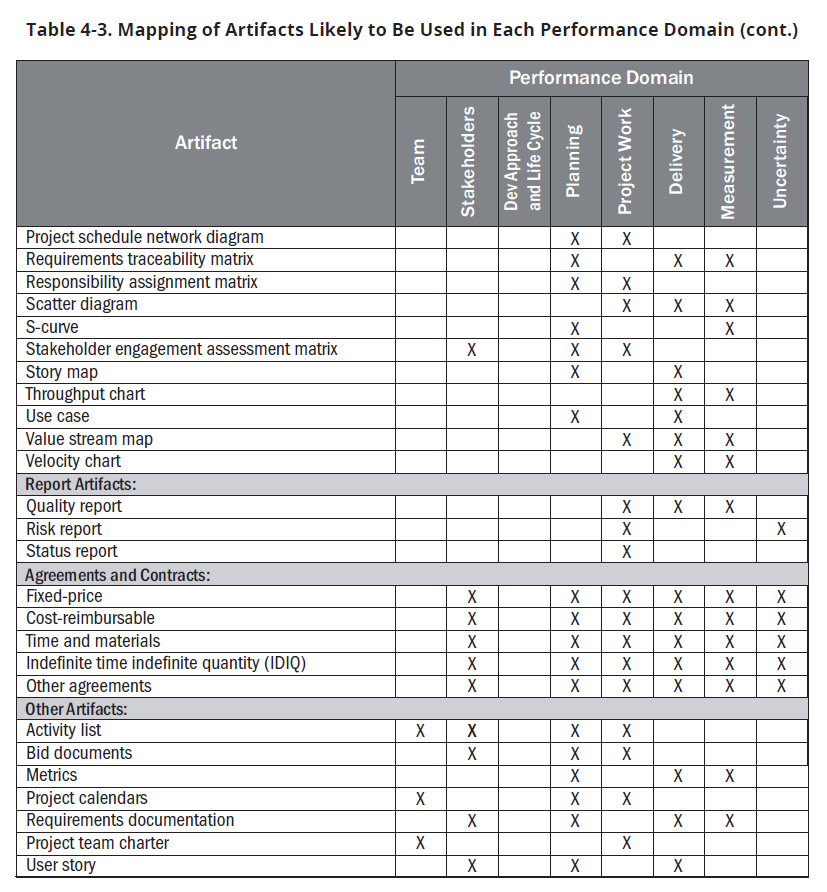 Table 4-3. Mapping of Artifacts Likely to Be Used in Each Performance Domain (cont.)
Artifact
Performance Domain
Team
Stakeholders
Dev Approach
and Life Cycle
Planning
Project Work
Delivery
Measurement
Uncertainty
Project schedule network diagram X X
Requirements traceability matrix X X X
Responsibility assignment matrix X X
Scatter diagram X X X
S-curve X X
Stakeholder engagement assessment matrix X X X
Story map X X
Throughput chart X X
Use case X X
Value stream map X X X
Velocity chart X X
Report Artifacts:
Quality report X X X
Risk report X X
Status report X
Agreements and Contracts:
Fixed-price X X X X X X
Cost-reimbursable X X X X X X
Time and materials X X X X X X
Indefinite time indefinite quantity (IDIQ) X X X X X X
Other agreements X X X X X X
Other Artifacts:
Activity list X X X X
Bid documents X X X
Metrics X X X
Project calendars X X X
Requirements documentation X X X X
Project team charter X X
User story X X X